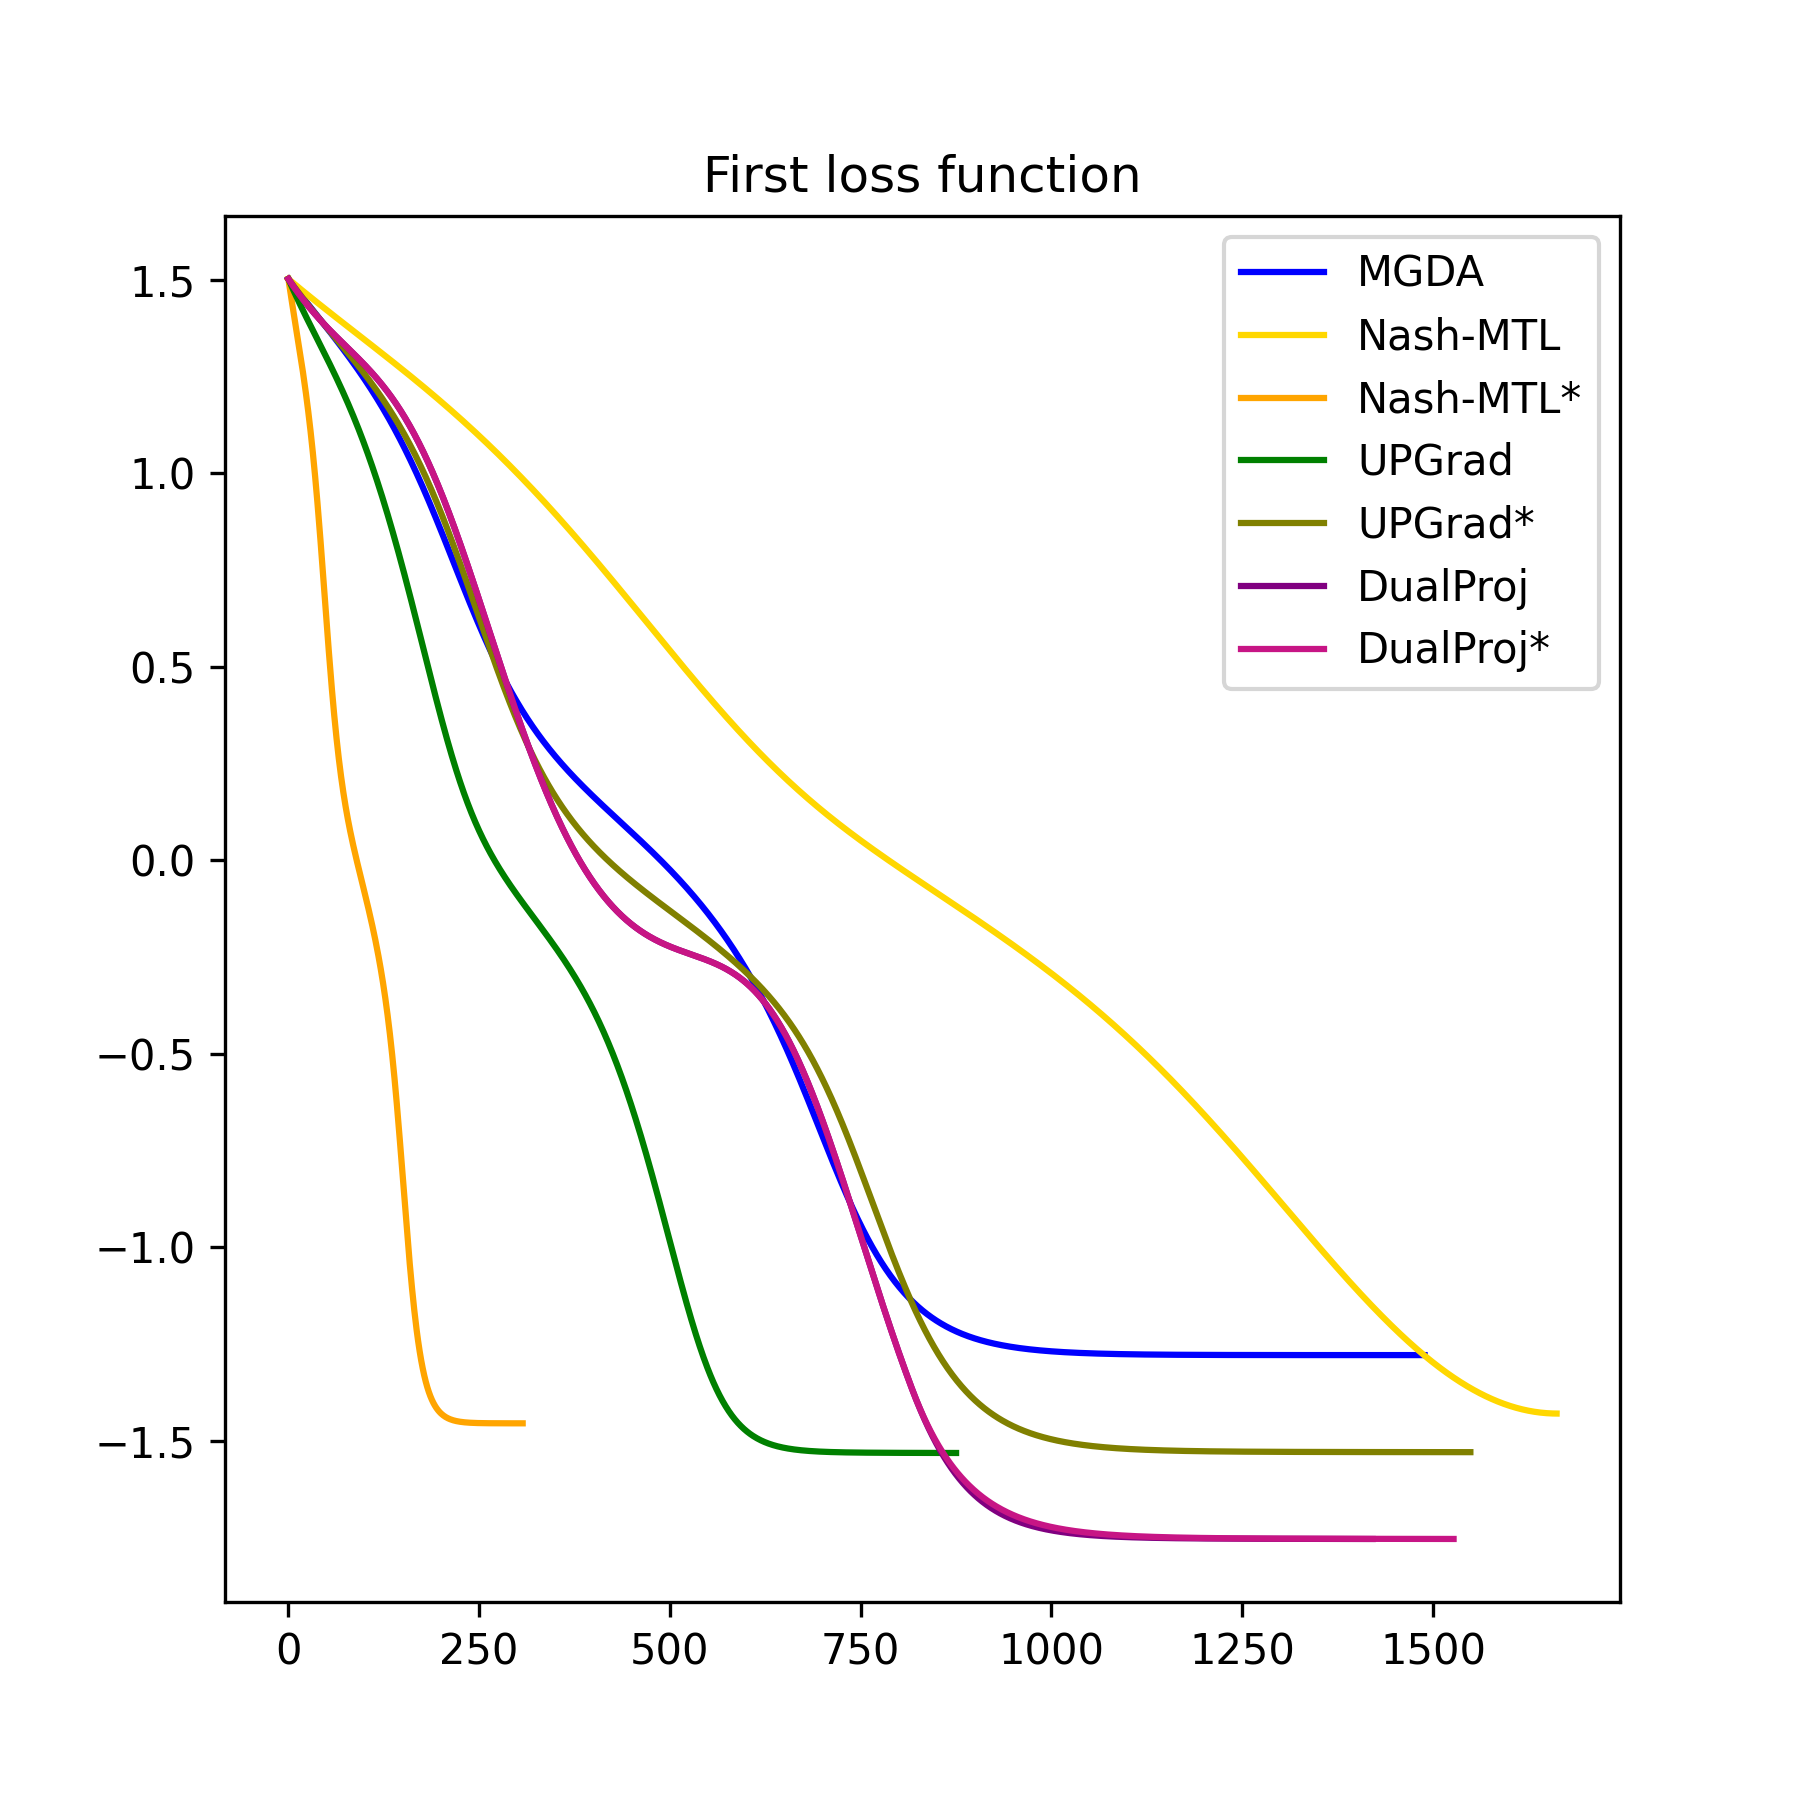 First loss function
1.5
1.0
0.5
0.0
−0.5
−1.0
−1.5
MGDA
Nash-MTL
Nash-MTL*
UPGrad
UPGrad*
DualProj
DualProj*
0 250 500 750 1000 1250 1500